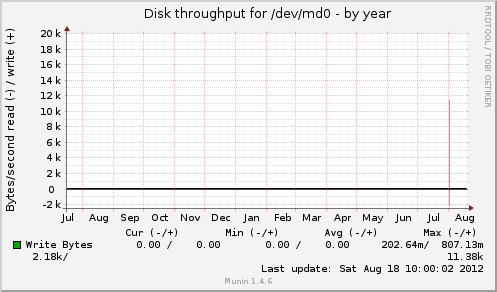 Disk throughput for /dev/md0 - by year
RRDTOOL / TOBI OETIKER
Bytes/second read (-) / write (+)
20 k
18 k
16 k
14 k
12 k
10 k
8 k
6 k
4 k
2 k
0
-2 k
Jul Aug Sep Oct Nov Dec Jan Feb Mar Apr May Jun Jul Aug
Cur (-/+) Min (-/+) Avg (-/+) Max (-/+)
Write Bytes 0.00 / 0.00 0.00 / 0.00 202.64m/ 807.13m
2.18k/ 11.38k
Last update: Sat Aug 18 10:00:02 2012
Munin 1.4.6